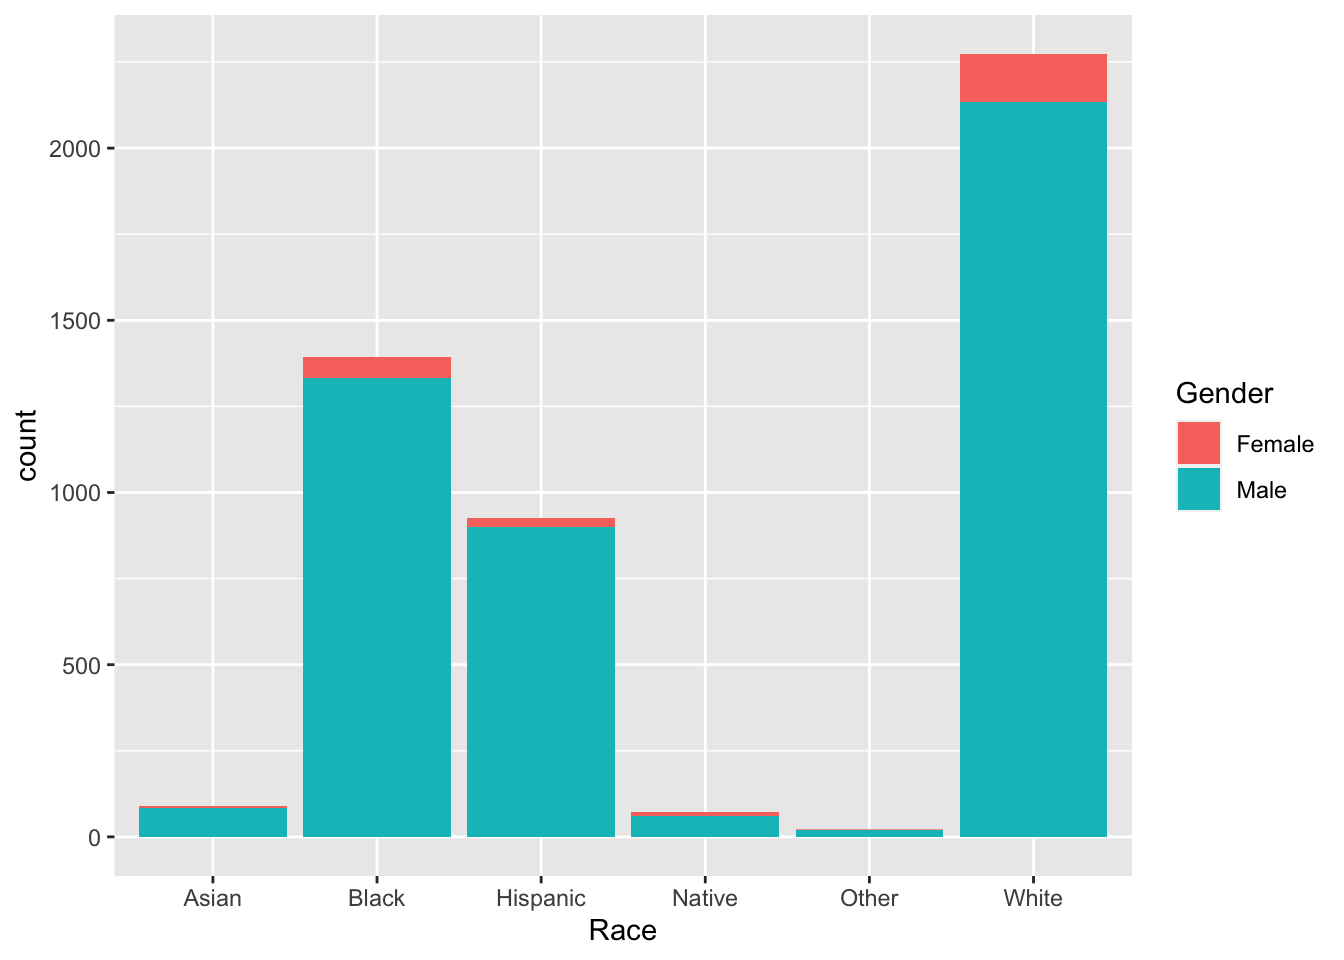 count
2000
1500
1000
500
0
Asian Black Hispanic Native Other White
Race
Gender
Female
Male